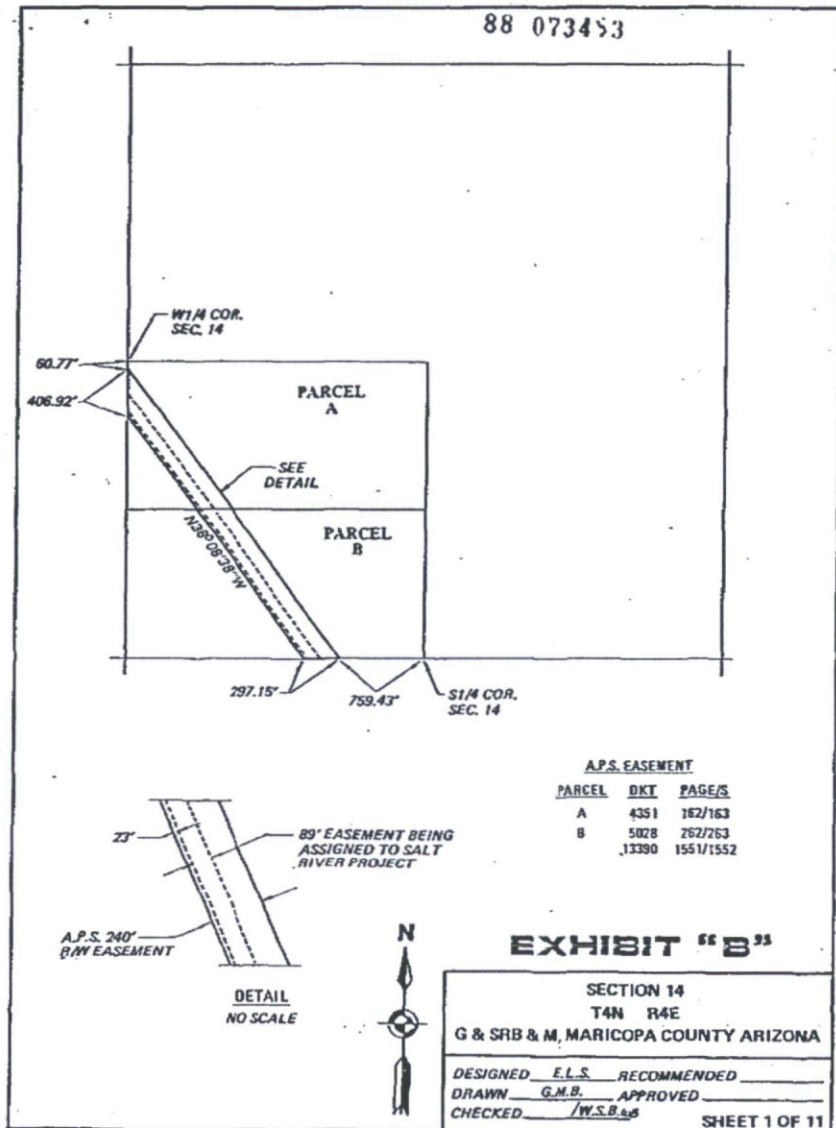 88 073453
W1/4 COR.
SEC. 14
60.77'
406.92'
PARCEL
A
SEE
DETAIL
PARCEL
B
N36º08'38"W
297.15'
759.43'
S1/4 COR.
SEC. 14
A.P.S. EASEMENT
PARCEL DKT PAGE/S
A 4351 162/163
B 5028 262/263
13390 1551/1552
23'
89' EASEMENT BEING
ASSIGNED TO SALT
RIVER PROJECT
A.P.S. 240'
R/W EASEMENT
DETAIL
NO SCALE
N
EXHIBIT "B"
SECTION 14
T4N R4E
G & SRB & M, MARICOPA COUNTY ARIZONA
DESIGNED E.L.S. RECOMMENDED
DRAWN G.M.B. APPROVED
CHECKED /W.S.B.
SHEET 1 OF 11